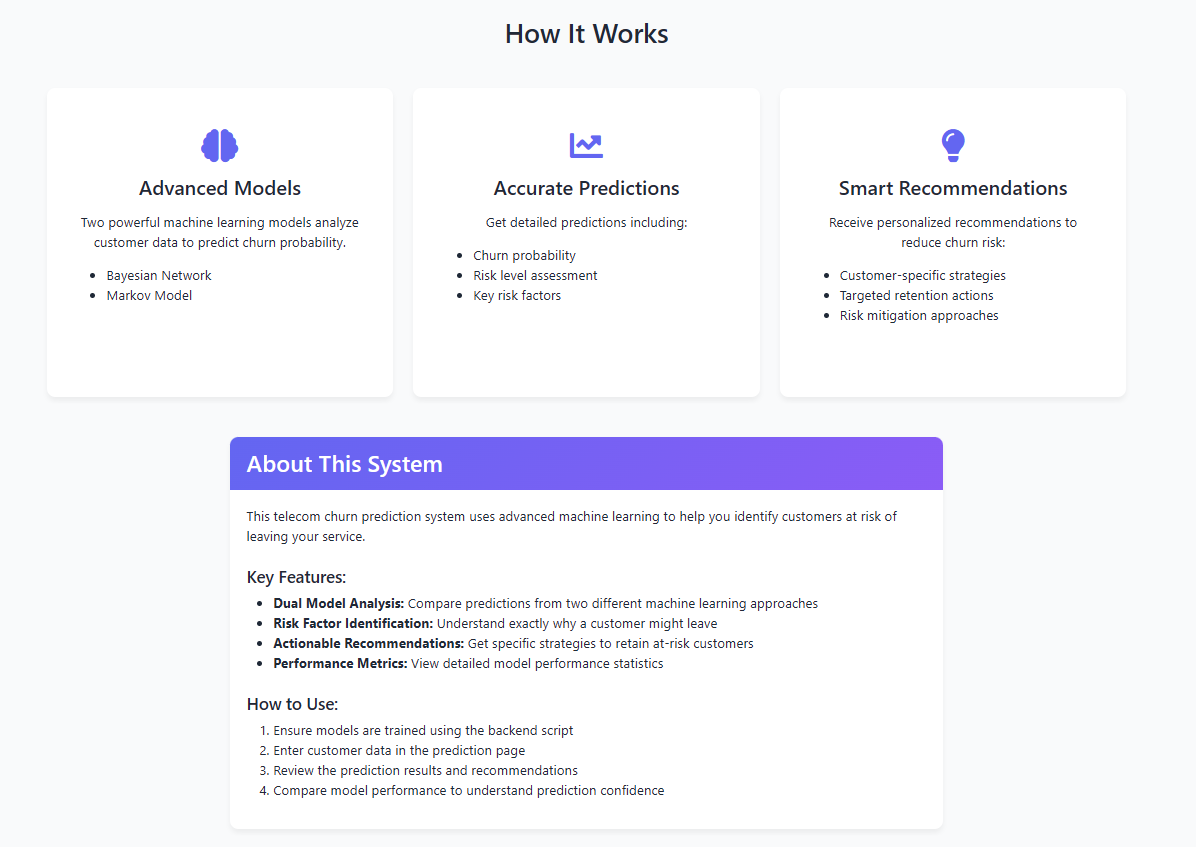 How It Works
Advanced Models
Two powerful machine learning models analyze
customer data to predict churn probability.
• Bayesian Network
• Markov Model
Accurate Predictions
Get detailed predictions including:
• Churn probability
• Risk level assessment
• Key risk factors
Smart Recommendations
Receive personalized recommendations to
reduce churn risk:
• Customer-specific strategies
• Targeted retention actions
• Risk mitigation approaches
About This System
This telecom churn prediction system uses advanced machine learning to help you identify customers at risk of
leaving your service.
Key Features:
• Dual Model Analysis: Compare predictions from two different machine learning approaches
• Risk Factor Identification: Understand exactly why a customer might leave
• Actionable Recommendations: Get specific strategies to retain at-risk customers
• Performance Metrics: View detailed model performance statistics
How to Use:
1. Ensure models are trained using the backend script
2. Enter customer data in the prediction page
3. Review the prediction results and recommendations
4. Compare model performance to understand prediction confidence